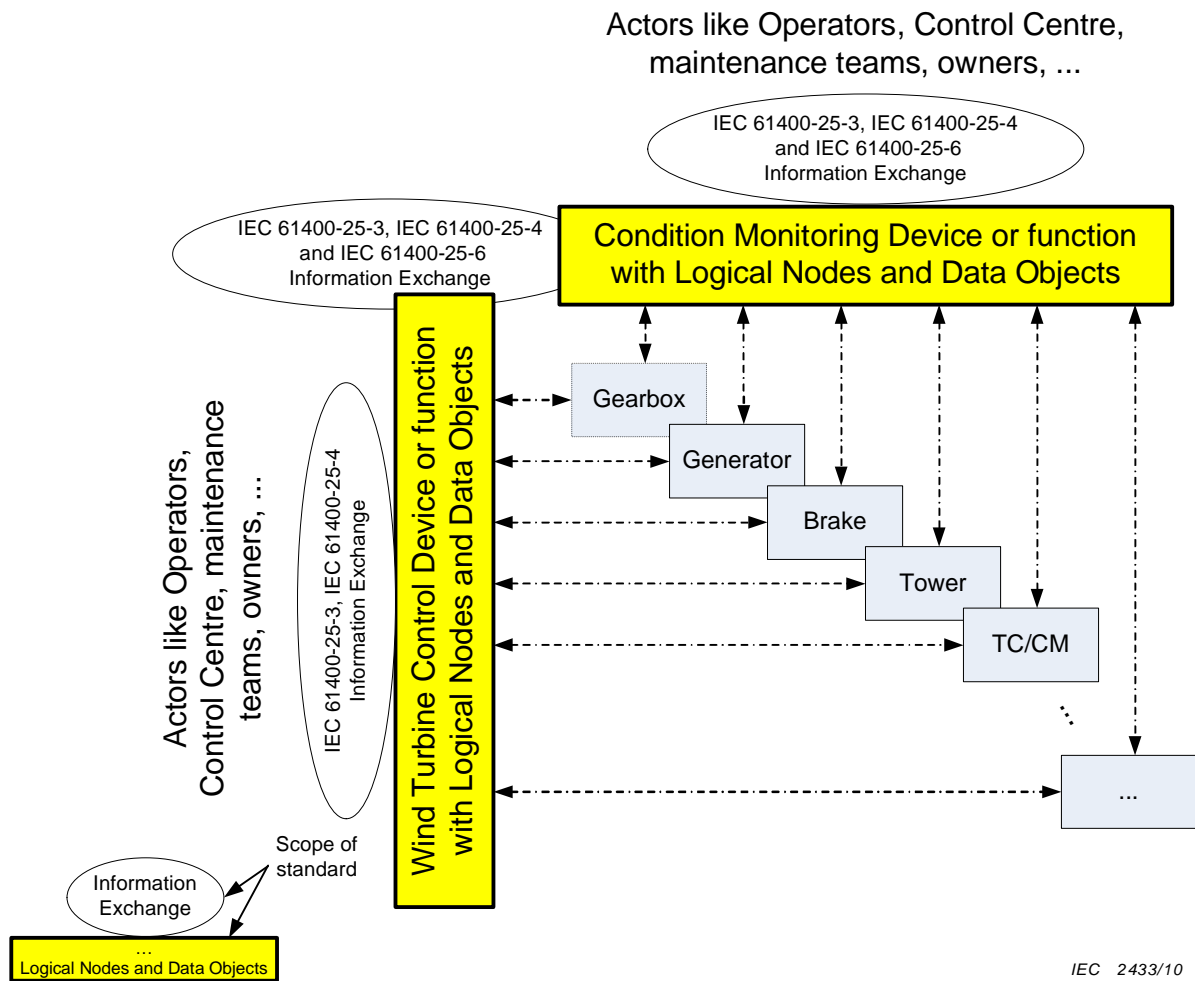 Actors like Operators, Control Centre,
maintenance teams, owners, ...
IEC 61400-25-3, IEC 61400-25-4
and IEC 61400-25-6
Information Exchange
IEC 61400-25-3, IEC 61400-25-4
and IEC 61400-25-6
Information Exchange
Condition Monitoring Device or function
with Logical Nodes and Data Objects
Actors like Operators,
Control Centre, maintenance
teams, owners, ...
IEC 61400-25-3, IEC 61400-25-4
Information Exchange
Wind Turbine Control Device or function
with Logical Nodes and Data Objects
Gearbox
Generator
Brake
Tower
TC/CM
...
...
Scope of
standard
Information
Exchange
...
Logical Nodes and Data Objects
IEC 2433/10